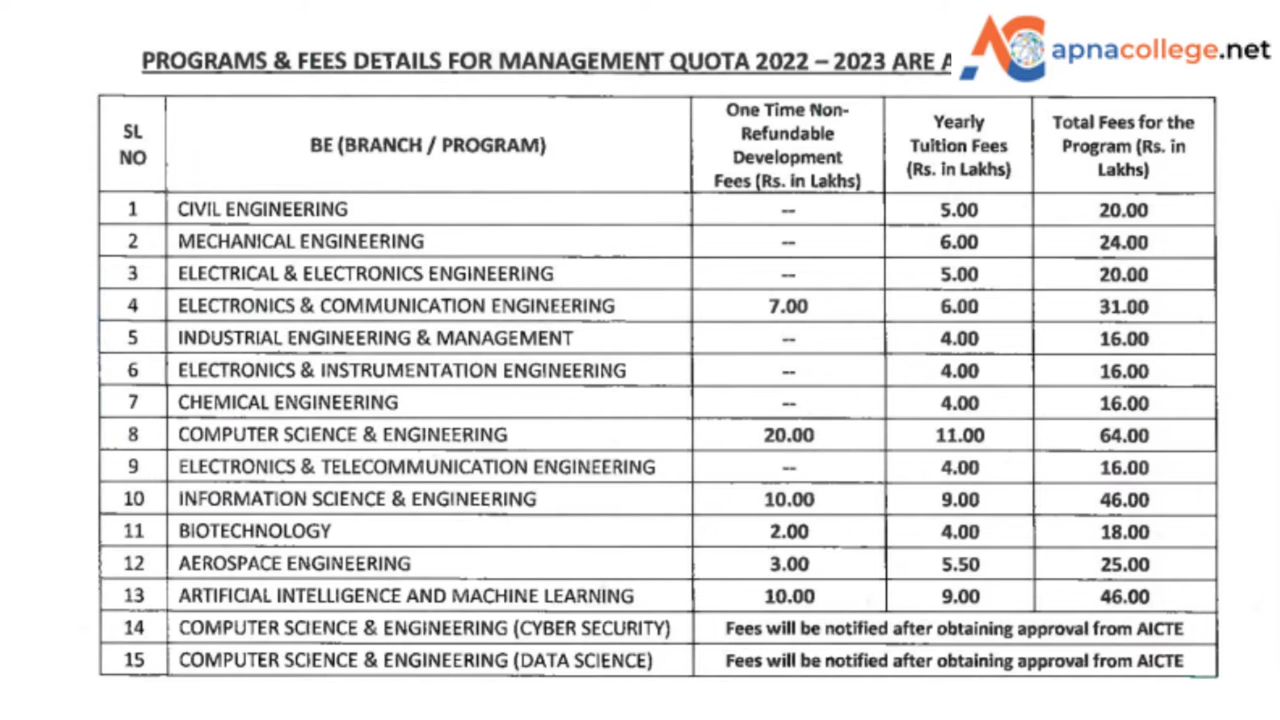 PROGRAMS & FEES DETAILS FOR MANAGEMENT QUOTA 2022 – 2023 ARE
apnacollege.net
SL NO | BE (BRANCH / PROGRAM) | One Time Non-Refundable Development Fees (Rs. in Lakhs) | Yearly Tuition Fees (Rs. in Lakhs) | Total Fees for the Program (Rs. in Lakhs)
1 | CIVIL ENGINEERING | -- | 5.00 | 20.00
2 | MECHANICAL ENGINEERING | -- | 6.00 | 24.00
3 | ELECTRICAL & ELECTRONICS ENGINEERING | -- | 5.00 | 20.00
4 | ELECTRONICS & COMMUNICATION ENGINEERING | 7.00 | 6.00 | 31.00
5 | INDUSTRIAL ENGINEERING & MANAGEMENT | -- | 4.00 | 16.00
6 | ELECTRONICS & INSTRUMENTATION ENGINEERING | -- | 4.00 | 16.00
7 | CHEMICAL ENGINEERING | -- | 4.00 | 16.00
8 | COMPUTER SCIENCE & ENGINEERING | 20.00 | 11.00 | 64.00
9 | ELECTRONICS & TELECOMMUNICATION ENGINEERING | -- | 4.00 | 16.00
10 | INFORMATION SCIENCE & ENGINEERING | 10.00 | 9.00 | 46.00
11 | BIOTECHNOLOGY | 2.00 | 4.00 | 18.00
12 | AEROSPACE ENGINEERING | 3.00 | 5.50 | 25.00
13 | ARTIFICIAL INTELLIGENCE AND MACHINE LEARNING | 10.00 | 9.00 | 46.00
14 | COMPUTER SCIENCE & ENGINEERING (CYBER SECURITY) | Fees will be notified after obtaining approval from AICTE
15 | COMPUTER SCIENCE & ENGINEERING (DATA SCIENCE) | Fees will be notified after obtaining approval from AICTE